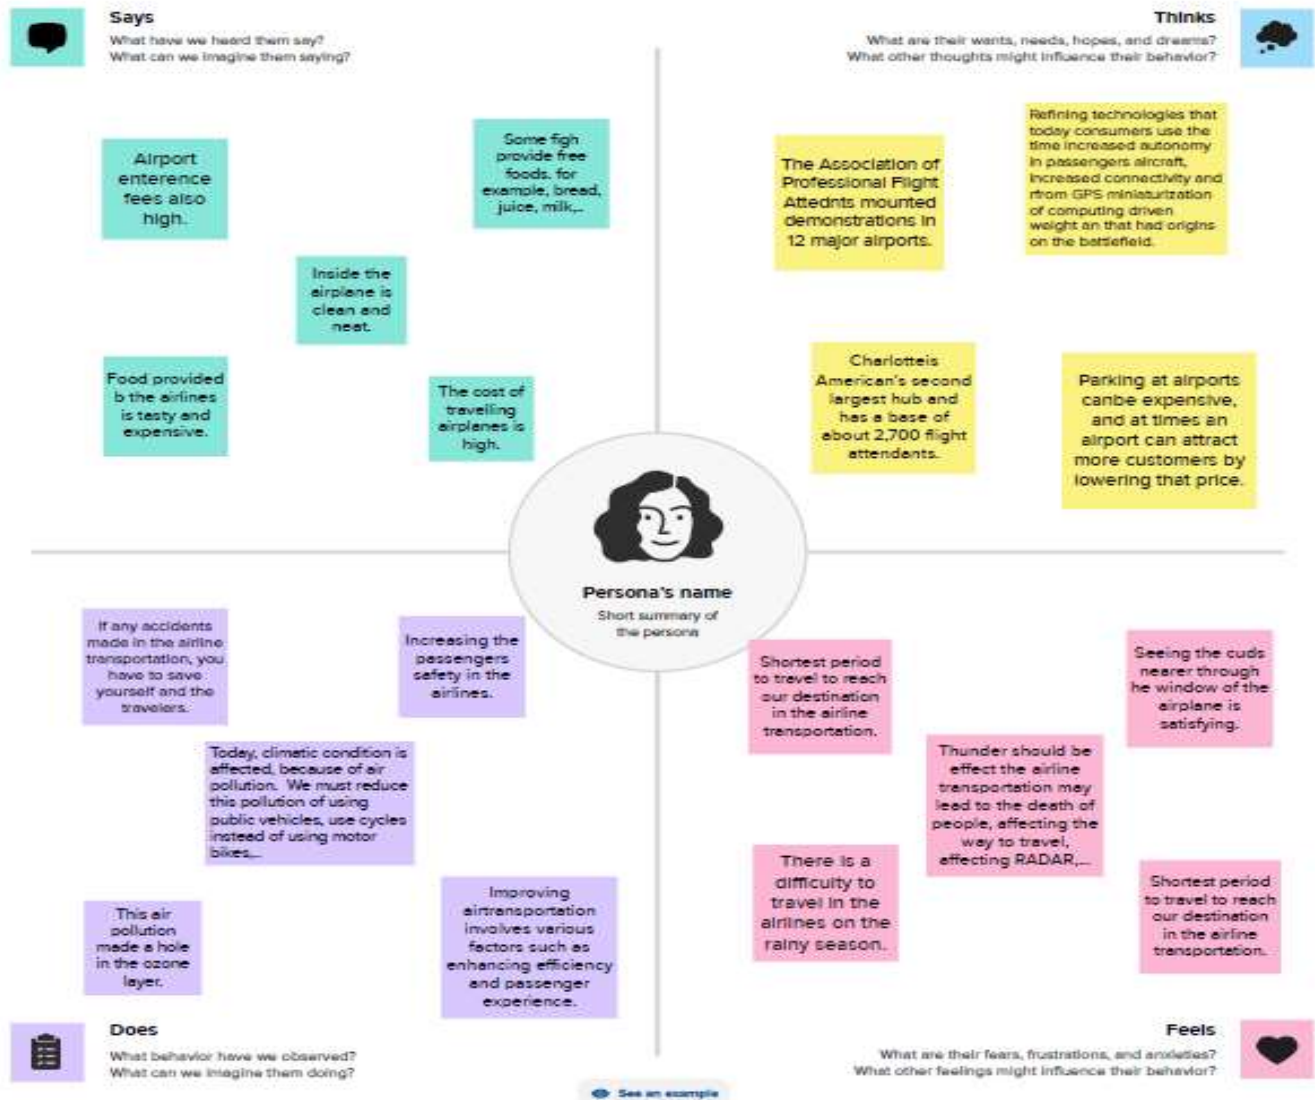 Says
What have we heard them say?
What can we imagine them saying?
Thinks
What are their wants, needs, hopes, and dreams?
What other thoughts might influence their behavior?
Airport
enterence
fees also
high.
Some figh
provide free
foods. for
example, bread,
juice, milk,..
Inside the
airplane is
clean and
neat.
Food provided
b the airlines
is tasty and
expensive.
The cost of
travelling
airplanes is
high.
The Association of
Professional Flight
Attednts mounted
demonstrations in
12 major airports.
Refining technologies that
today consumers use the
time increased autonomy
in passengers aircraft,
increased connectivity and
rfrom GPS miniaturization
of computing driven
weight an that had origins
on the battlefield.
Charlotteis
American's second
largest hub and
has a base of
about 2,700 flight
attendants.
Parking at airports
canbe expensive,
and at times an
airport can attract
more customers by
lowering that price.
Persona's name
Short summary of
the persona
If any accidents
made in the airline
transportation, you
have to save
yourself and the
travelers.
Increasing the
passengers
safety in the
airlines.
Today, climatic condition is
affected, because of air
pollution. We must reduce
this pollution of using
public vehicles, use cycles
instead of using motor
bikes,..
This air
pollution
made a hole
in the ozone
layer.
Improving
airtransportation
involves various
factors such as
enhancing efficiency
and passenger
experience.
Shortest period
to travel to reach
our destination
in the airline
transportation.
Seeing the cuds
nearer through
he window of the
airplane is
satisfying.
Thunder should be
effect the airline
transportation may
lead to the death of
people, affecting the
way to travel,
affecting RADAR,...
There is a
difficulty to
travel in the
airlines on the
rainy season.
Shortest period
to travel to reach
our destination
in the airline
transportation.
Does
What behavior have we observed?
What can we imagine them doing?
Feels
What are their fears, frustrations, and anxieties?
What other feelings might influence their behavior?
See an example